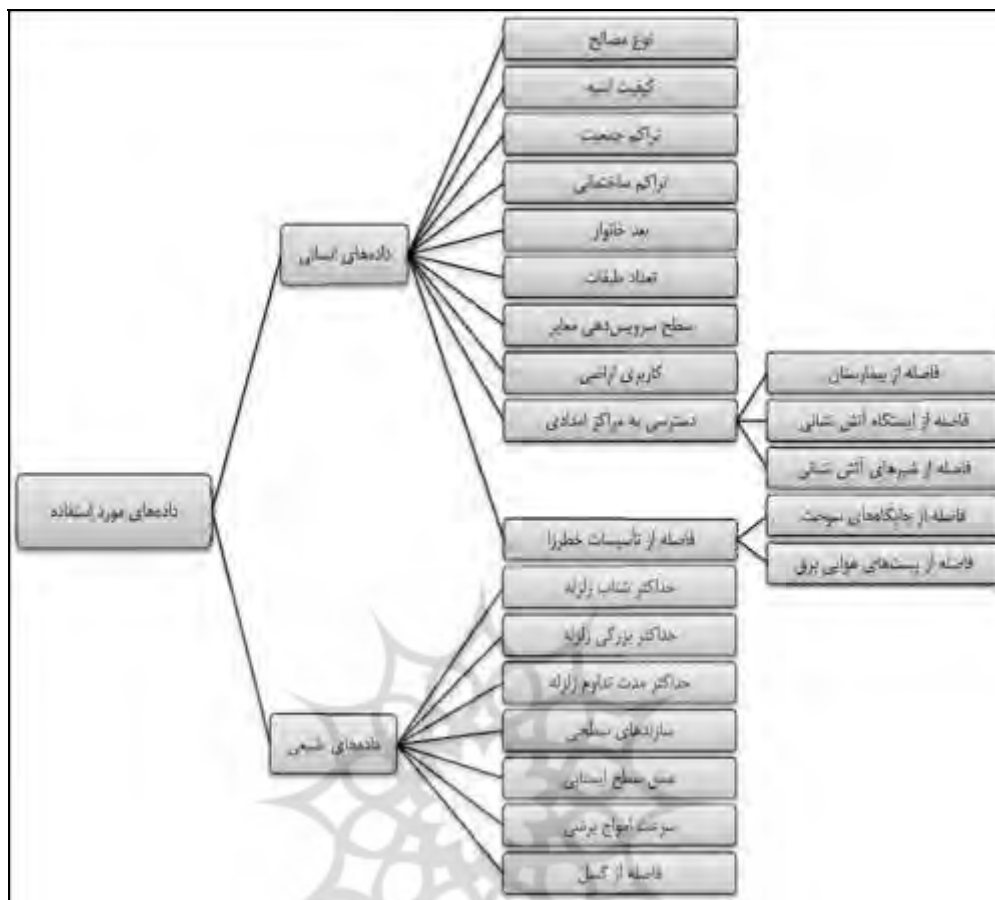 داده‌های مورد استفاده
داده‌های انسانی
نوع مصالح
کیفیت ابنیه
تراکم جمعیت
تراکم ساختمانی
بعد خانوار
تعداد طبقات
سطح سرویس‌دهی معابر
کاربری اراضی
دسترسی به مراکز امدادی
فاصله از بیمارستان
فاصله از ایستگاه آتش نشانی
فاصله از شیرهای آتش نشانی
فاصله از تأسیسات خطرزا
فاصله از جایگاه‌های سوخت
فاصله از پست‌های هوایی برق
داده‌های طبیعی
حداکثر شتاب زلزله
حداکثر بزرگی زلزله
حداکثر مدت تداوم زلزله
سازندهای سطحی
عمق سطح ایستابی
سرعت امواج برشی
فاصله از گسل